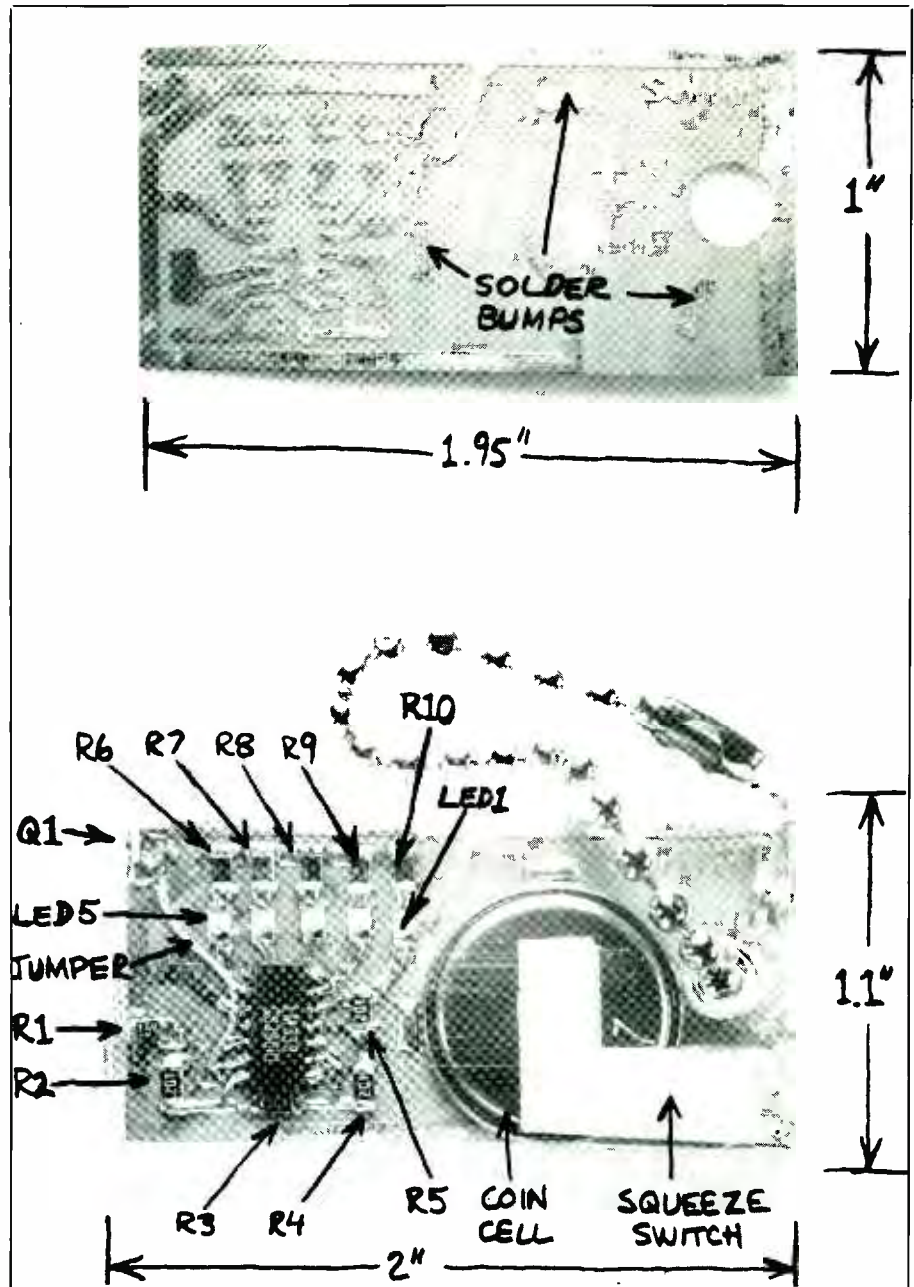 1"
SOLDER
BUMPS
1.95"
R10
R6 R7 R8 R9
LED1
Q1
LED5
JUMPER
1.1"
R1
R2
R3 R4 R5 COIN
CELL SQUEEZE
SWITCH
2"